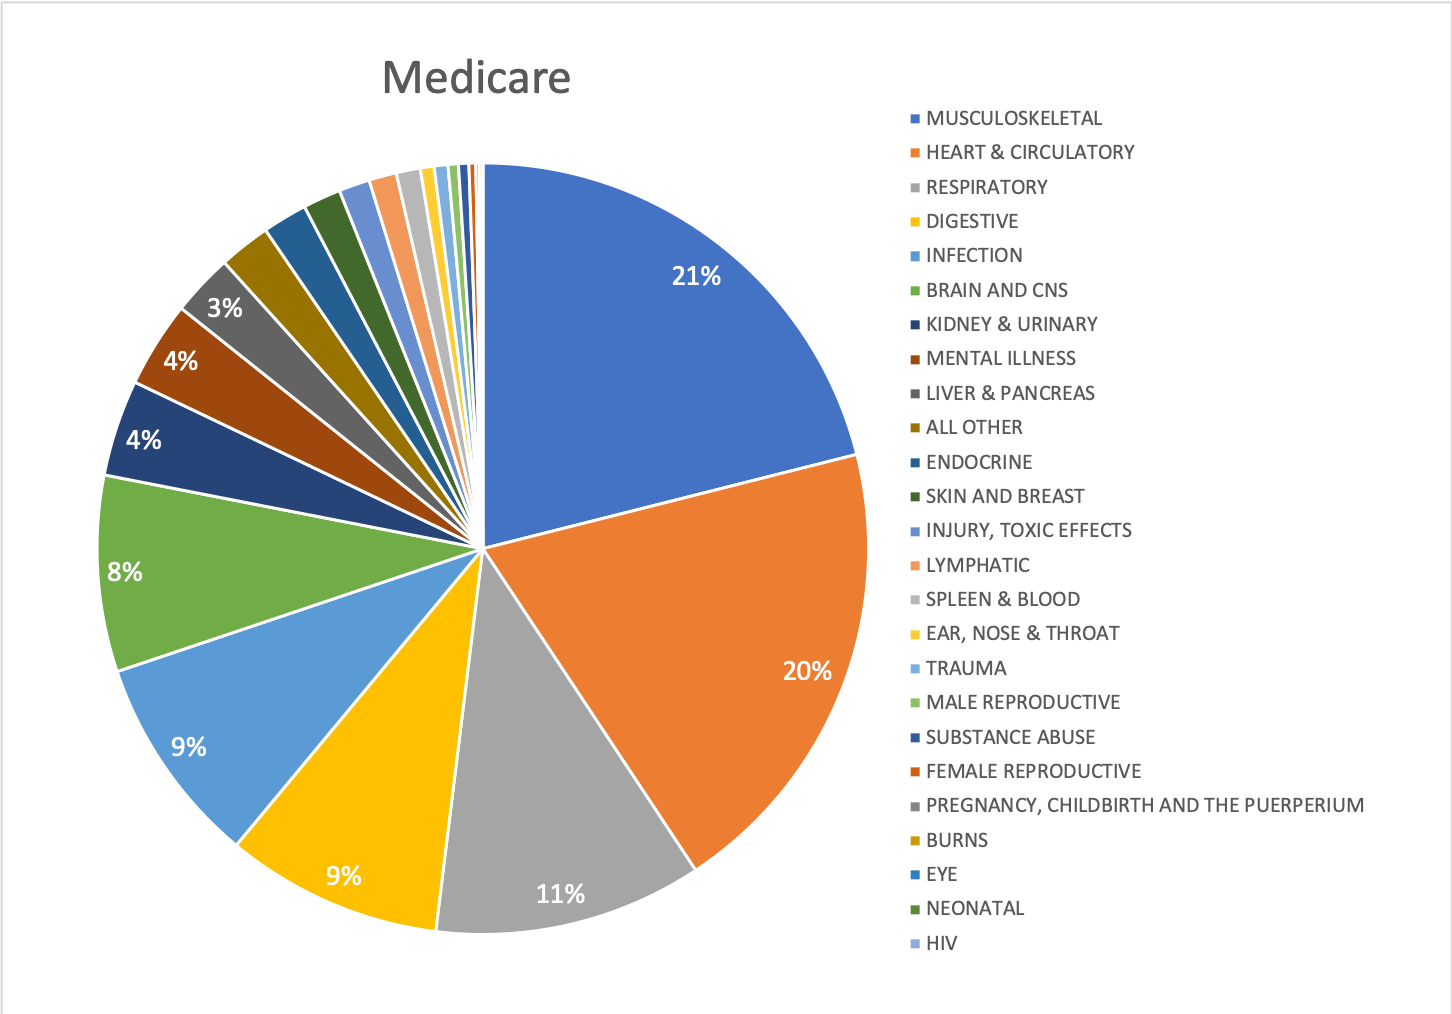 Medicare
21%
20%
11%
9%
9%
8%
4%
4%
3%
MUSCULOSKELETAL
HEART & CIRCULATORY
RESPIRATORY
DIGESTIVE
INFECTION
BRAIN AND CNS
KIDNEY & URINARY
MENTAL ILLNESS
LIVER & PANCREAS
ALL OTHER
ENDOCRINE
SKIN AND BREAST
INJURY, TOXIC EFFECTS
LYMPHATIC
SPLEEN & BLOOD
EAR, NOSE & THROAT
TRAUMA
MALE REPRODUCTIVE
SUBSTANCE ABUSE
FEMALE REPRODUCTIVE
PREGNANCY, CHILDBIRTH AND THE PUERPERIUM
BURNS
EYE
NEONATAL
HIV